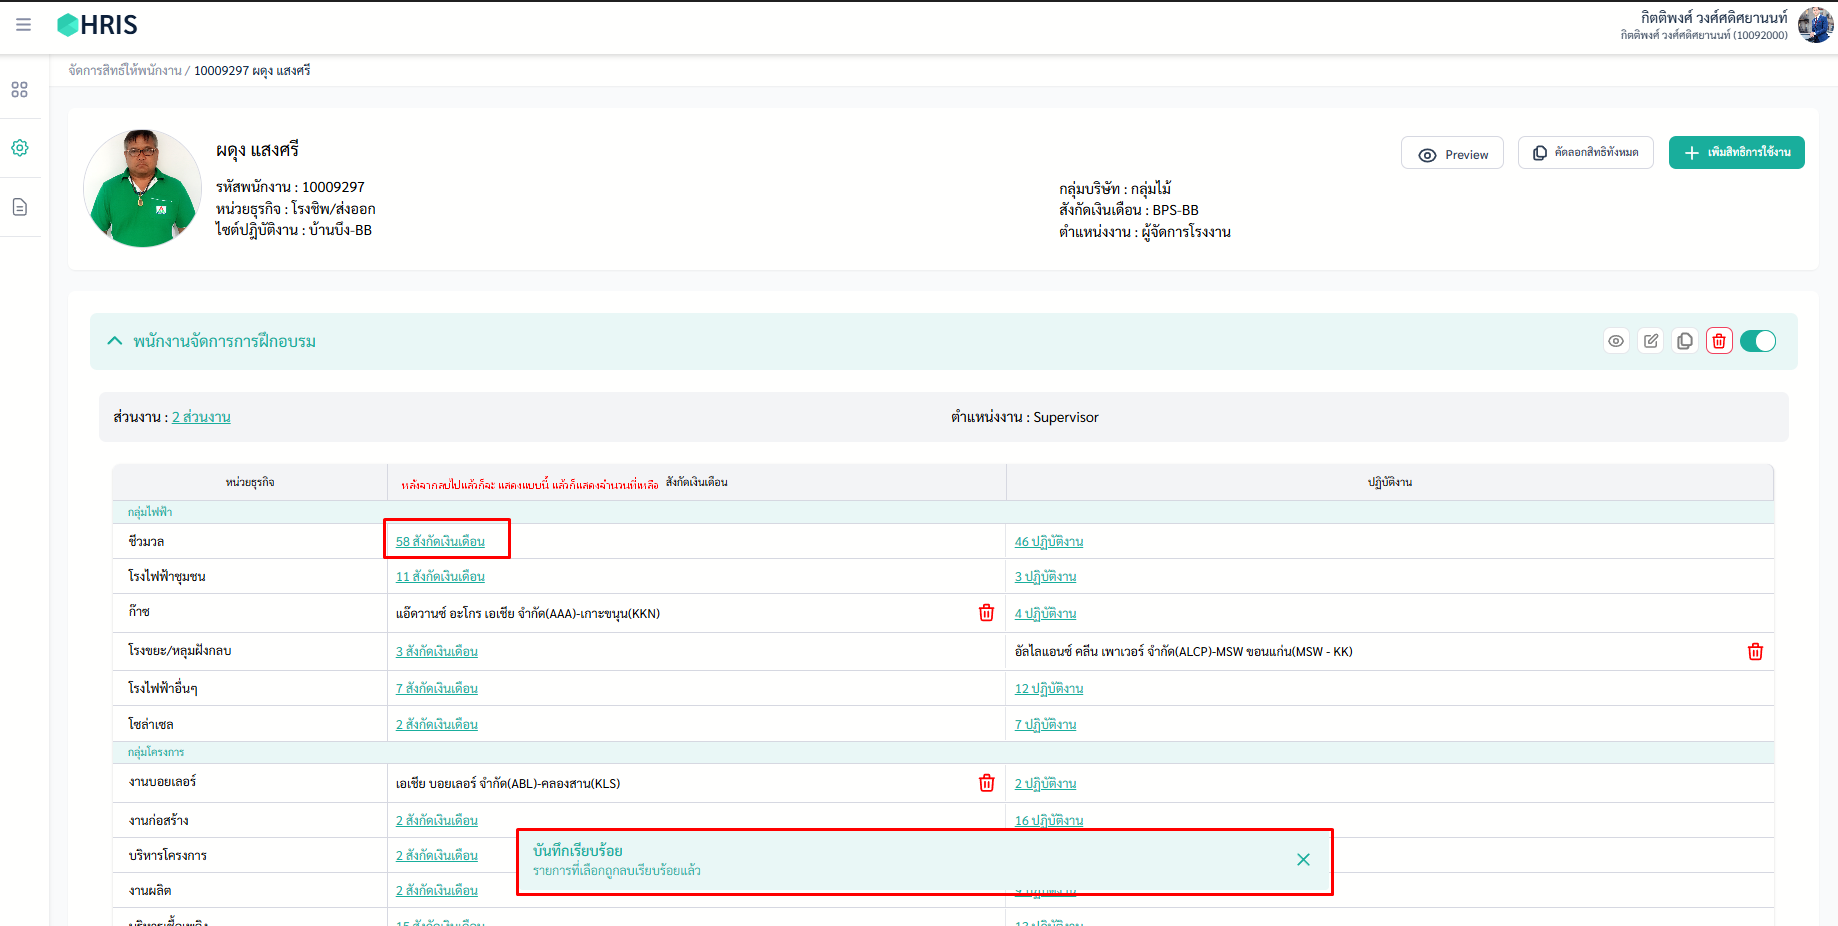 HRIS
กิตติพงศ์ วงศ์ศดิศยานนท์
กิตติพงศ์ วงศ์ศดิศยานนท์ (10092000)
จัดการสิทธิ์ให้พนักงาน / 10009297 ผดุง แสงศรี
ผดุง แสงศรี
รหัสพนักงาน : 10009297
หน่วยธุรกิจ : โรงชิพ/ส่งออก
ไซต์ปฏิบัติงาน : บ้านบึง-BB
Preview
คัดลอกสิทธิทั้งหมด
เพิ่มสิทธิการใช้งาน
กลุ่มบริษัท : กลุ่มไม้
สังกัดเงินเดือน : BPS-BB
ตำแหน่งงาน : ผู้จัดการโรงงาน
พนักงานจัดการการฝึกอบรม
ส่วนงาน : 2 ส่วนงาน
ตำแหน่งงาน : Supervisor
หน่วยธุรกิจ
หลังจากลบไปแล้วก็จะ แสดงแบบนี้ แล้วก็แสดงจำนวนที่เหลือ
สังกัดเงินเดือน
ปฏิบัติงาน
กลุ่มไฟฟ้า
ชีวมวล
58 สังกัดเงินเดือน
46 ปฏิบัติงาน
โรงไฟฟ้าชุมชน
11 สังกัดเงินเดือน
3 ปฏิบัติงาน
ก๊าซ
แอ๊ดวานซ์ อะโกร เอเชีย จำกัด(AAA)-เกาะขนุน(KKN)
4 ปฏิบัติงาน
โรงขยะ/หลุมฝังกลบ
3 สังกัดเงินเดือน
อัลไลแอนซ์ คลีน เพาเวอร์ จำกัด(ALCP)-MSW ขอนแก่น(MSW - KK)
โรงไฟฟ้าอื่นๆ
7 สังกัดเงินเดือน
12 ปฏิบัติงาน
โซล่าเซล
2 สังกัดเงินเดือน
7 ปฏิบัติงาน
กลุ่มโครงการ
งานบอยเลอร์
เอเชีย บอยเลอร์ จำกัด(ABL)-คลองสาน(KLS)
2 ปฏิบัติงาน
งานก่อสร้าง
2 สังกัดเงินเดือน
16 ปฏิบัติงาน
บริหารโครงการ
2 สังกัดเงินเดือน
บันทึกเรียบร้อย
รายการที่เลือกถูกลบเรียบร้อยแล้ว
งานผลิต
2 สังกัดเงินเดือน
9 ปฏิบัติงาน
บริหารเชื้อเพลิง
15 สังกัดเงินเดือน
13 ปฏิบัติงาน